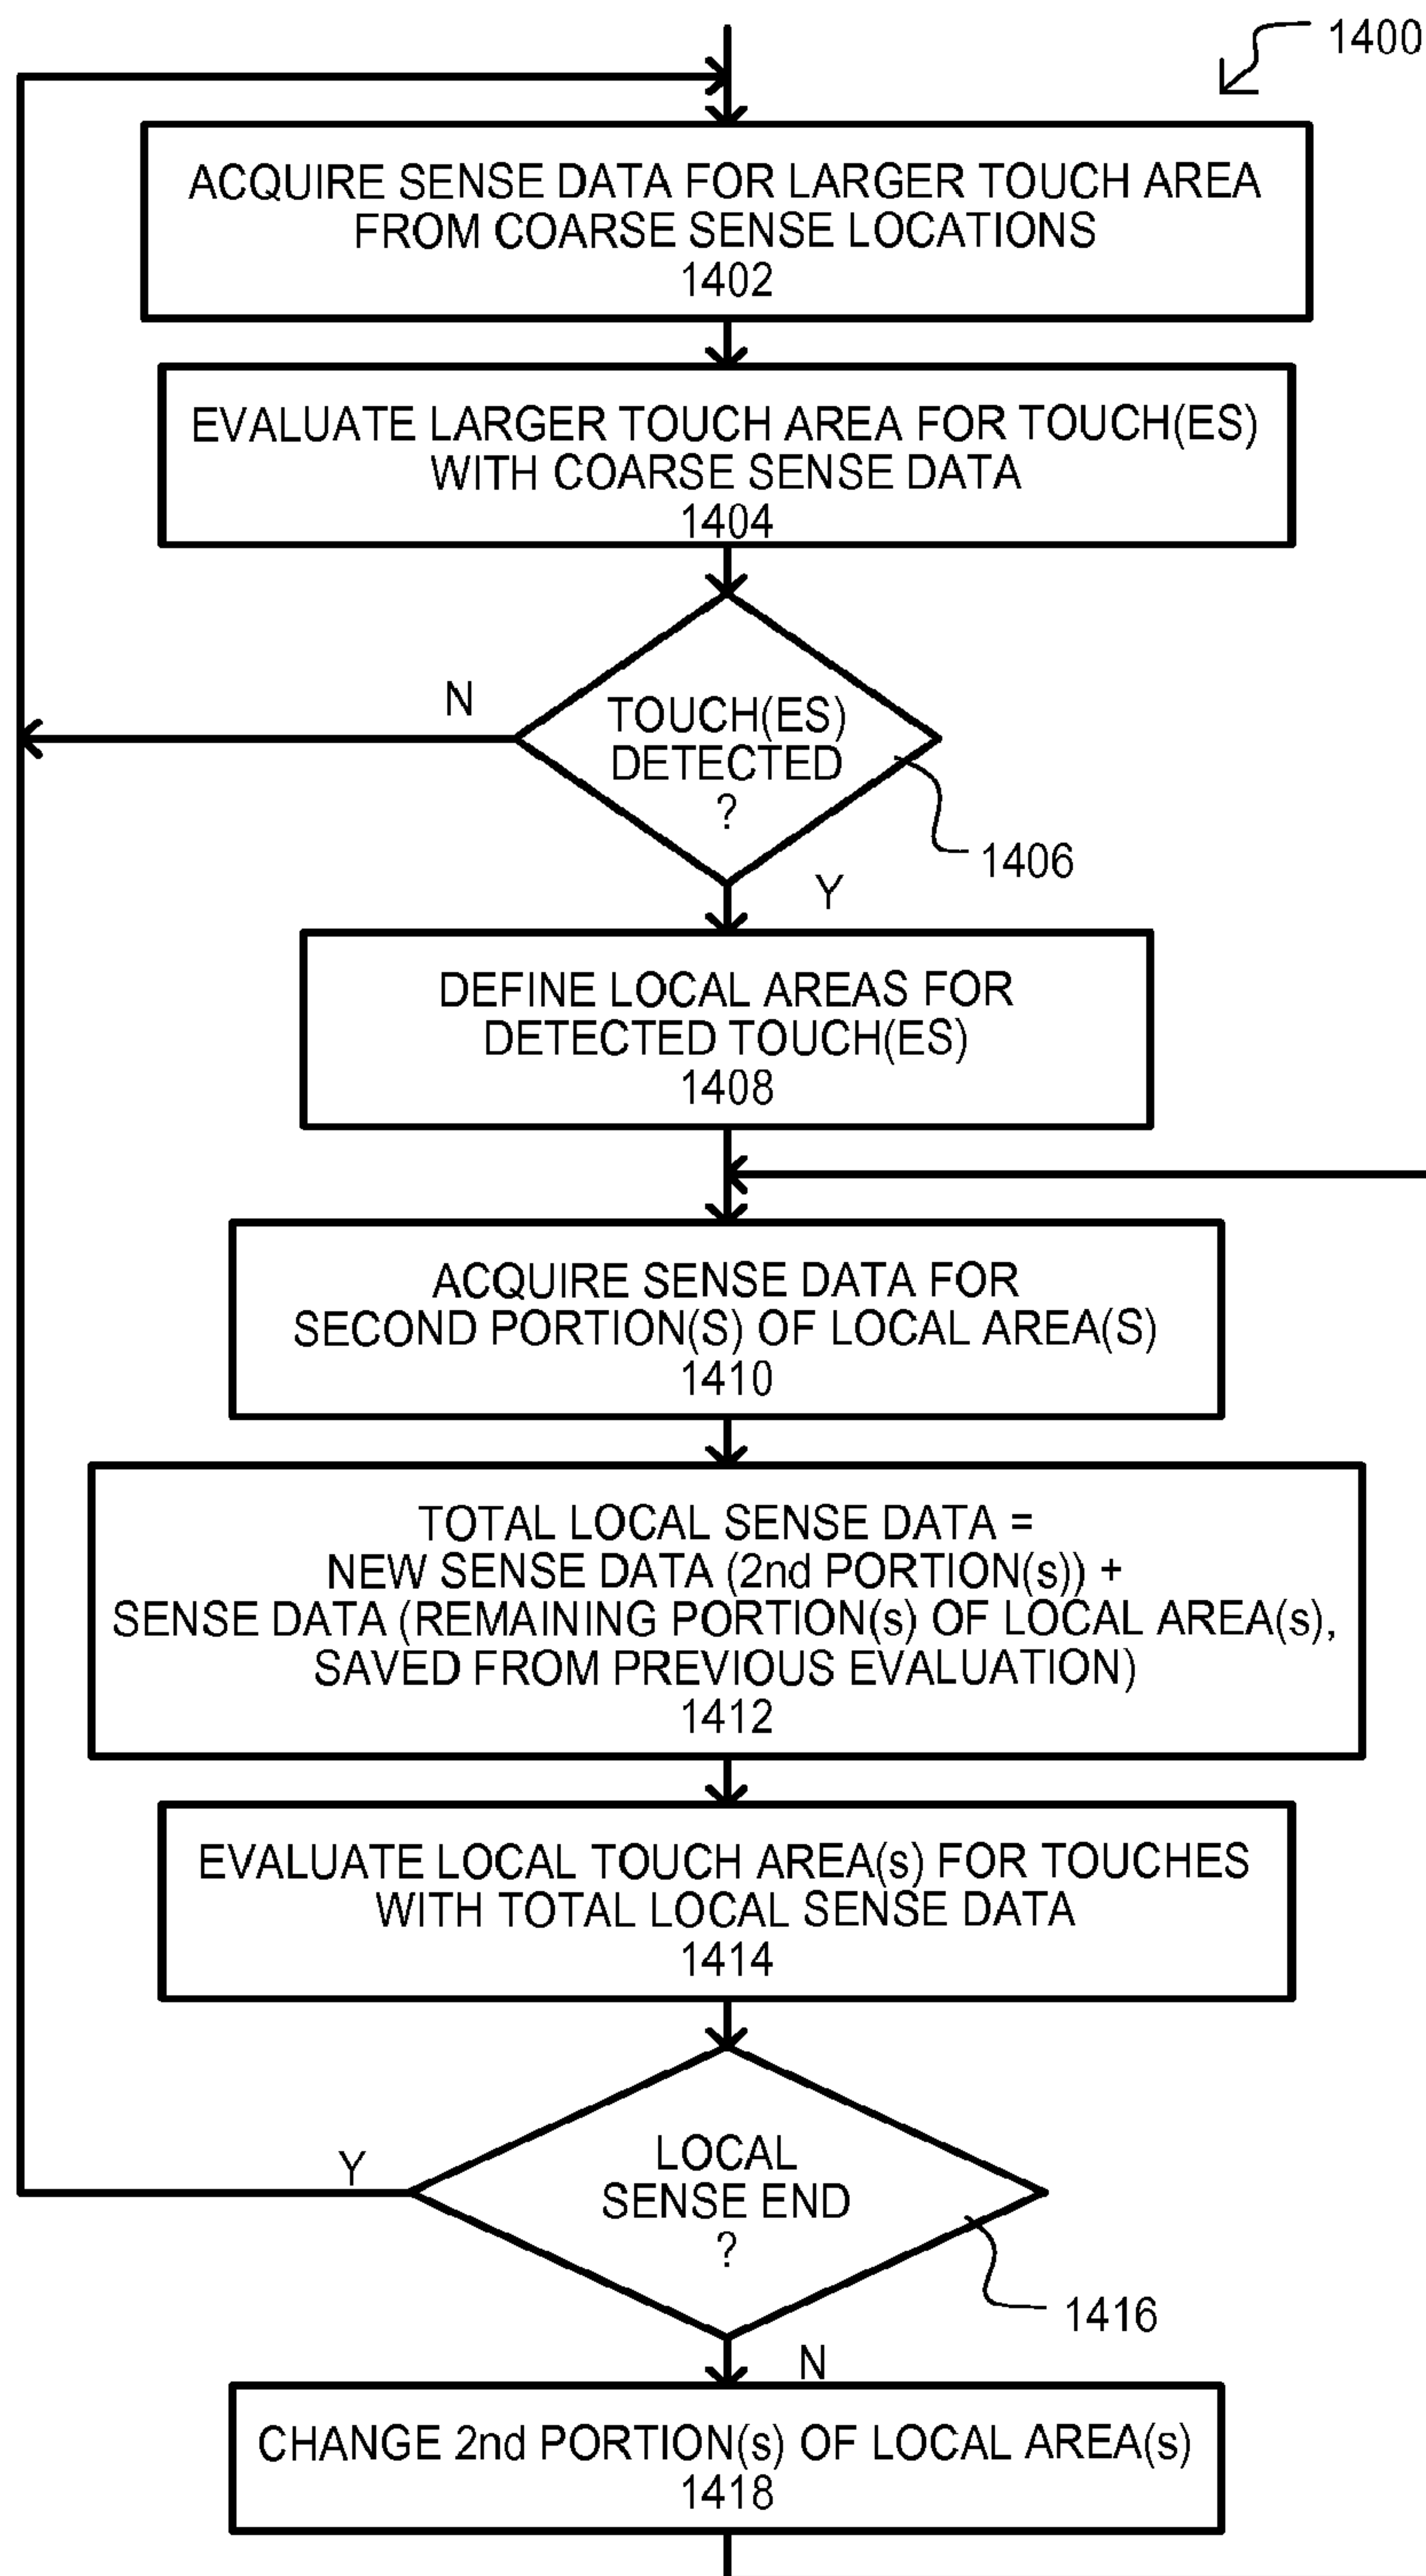 1400
ACQUIRE SENSE DATA FOR LARGER TOUCH AREA
FROM COARSE SENSE LOCATIONS
1402
EVALUATE LARGER TOUCH AREA FOR TOUCH(ES)
WITH COARSE SENSE DATA
1404
N
TOUCH(ES)
DETECTED
?
1406
Y
DEFINE LOCAL AREAS FOR
DETECTED TOUCH(ES)
1408
ACQUIRE SENSE DATA FOR
SECOND PORTION(S) OF LOCAL AREA(S)
1410
TOTAL LOCAL SENSE DATA =
NEW SENSE DATA (2nd PORTION(s)) +
SENSE DATA (REMAINING PORTION(s) OF LOCAL AREA(s),
SAVED FROM PREVIOUS EVALUATION)
1412
EVALUATE LOCAL TOUCH AREA(s) FOR TOUCHES
WITH TOTAL LOCAL SENSE DATA
1414
Y
LOCAL
SENSE END
?
1416
N
CHANGE 2nd PORTION(s) OF LOCAL AREA(s)
1418